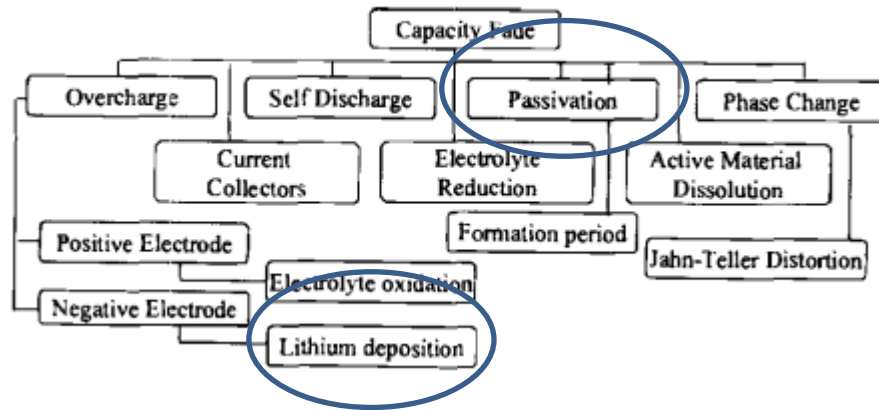 Capacity Fade
Overcharge
Self Discharge
Passivation
Phase Change
Current
Collectors
Electrolyte
Reduction
Active Material
Dissolution
Formation period
Positive Electrode
Jahn-Teller Distortion
Electrolyte oxidation
Negative Electrode
Lithium deposition